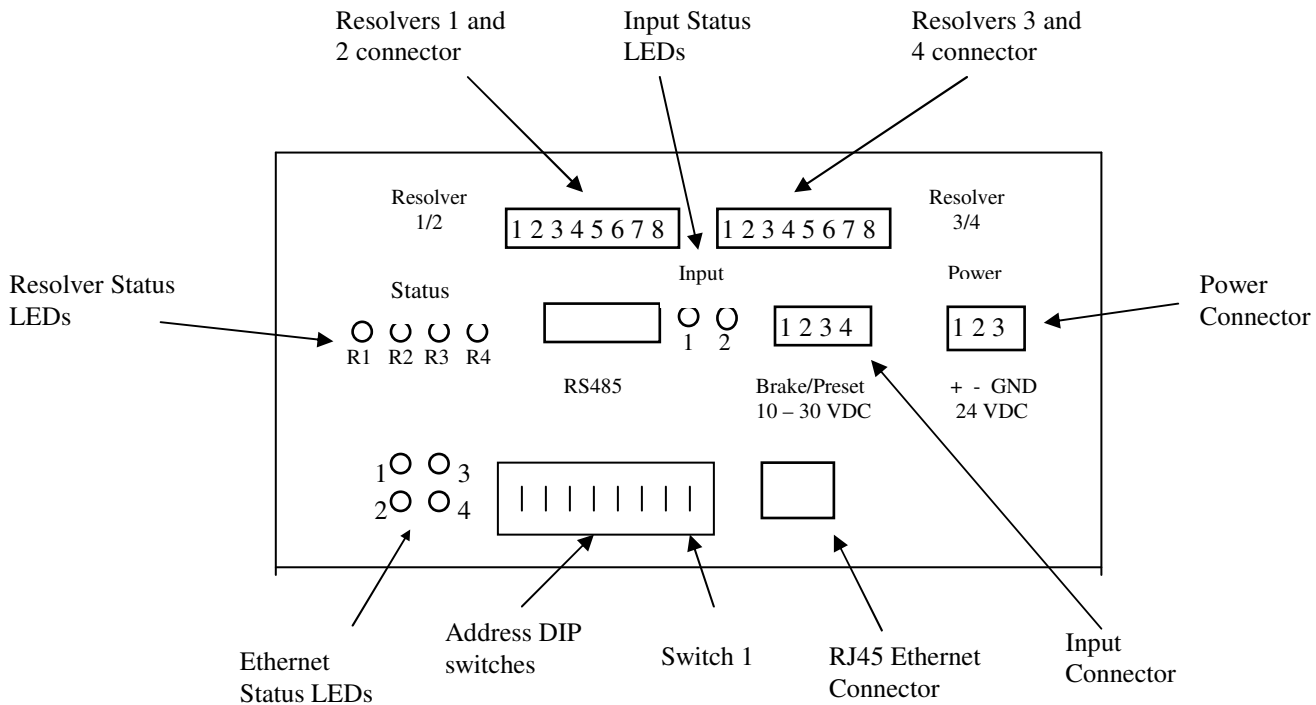 Resolvers 1 and
2 connector
Input Status
LEDs
Resolvers 3 and
4 connector
Resolver
1/2
1 2 3 4 5 6 7 8
1 2 3 4 5 6 7 8
Resolver
3/4
Resolver Status
LEDs
Status
R1 R2 R3 R4
Input
1 2
1 2 3 4
Power
1 2 3
Power
Connector
RS485
Brake/Preset
10 – 30 VDC
+ - GND
24 VDC
1 3
2 4
Ethernet
Status LEDs
Address DIP
switches
Switch 1
RJ45 Ethernet
Connector
Input
Connector